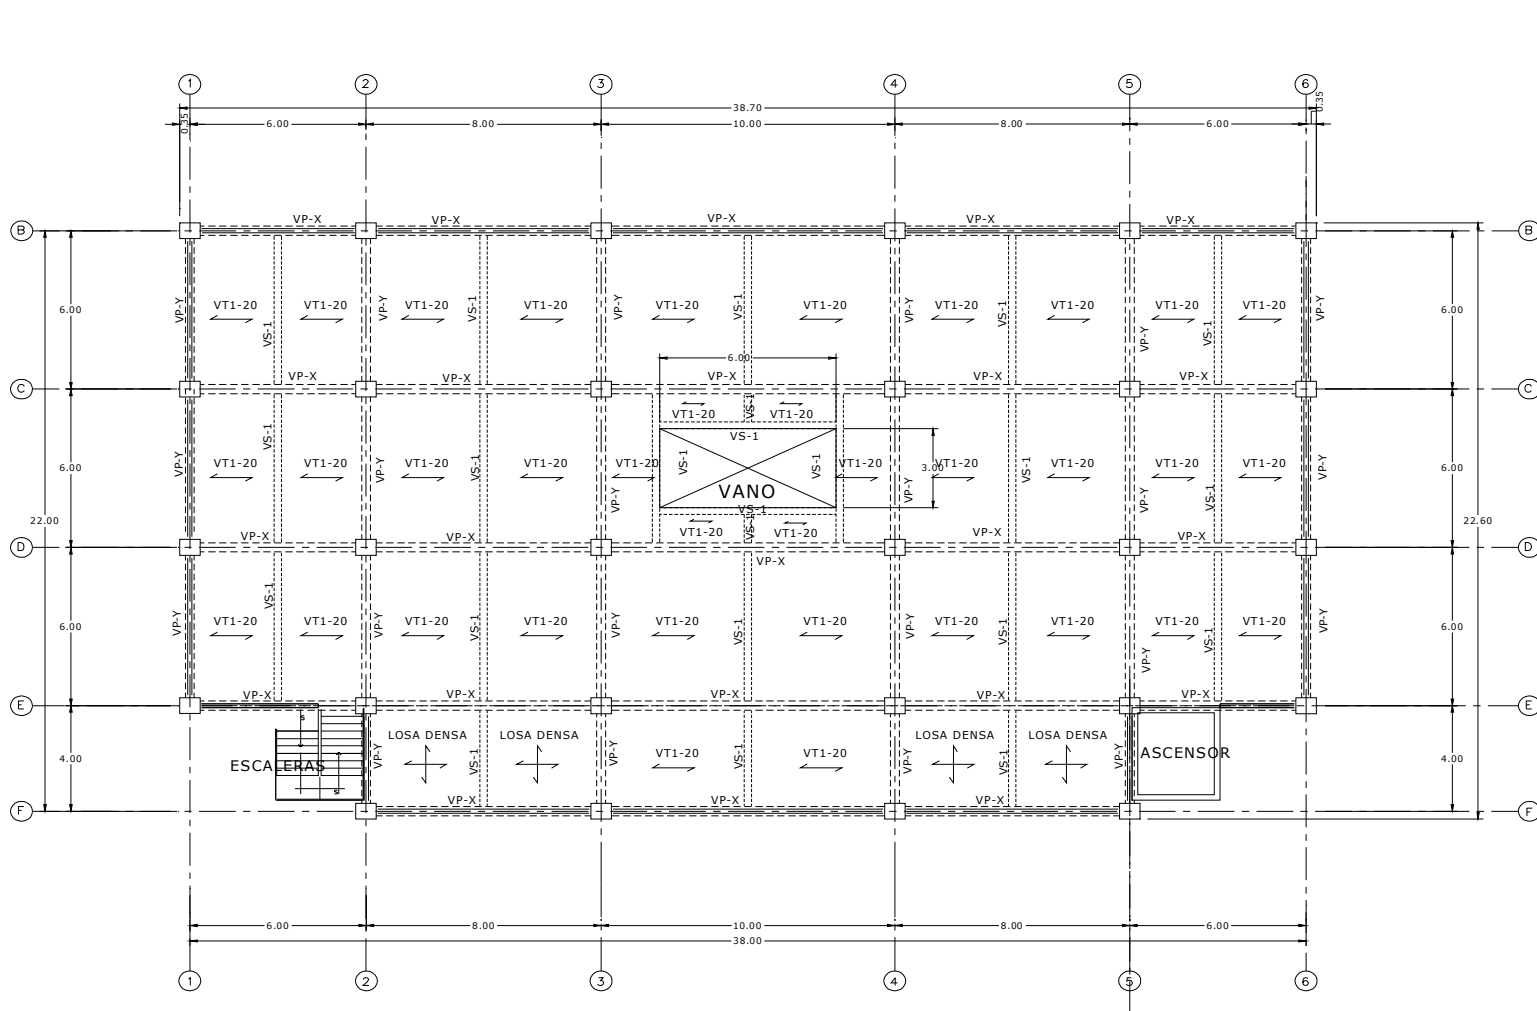 1 2 3 4 5 6
38.70
0.35 6.00 8.00 10.00 8.00 6.00 0.35
VP-X VP-X VP-X VP-X VP-X
B B
6.00 VP-Y VT1-20 VS-1 VT1-20 VP-Y VT1-20 VS-1 VT1-20 VP-Y VT1-20 VS-1 VT1-20 VP-Y VT1-20 VS-1 VT1-20 VP-Y VT1-20 VS-1 VT1-20 VP-Y 6.00
6.00
VP-X VP-X VP-X VP-X VP-X
C C
VT1-20 VS-1 VT1-20
VS-1
6.00 VP-Y VT1-20 VS-1 VT1-20 VP-Y VT1-20 VS-1 VT1-20 VP-Y VT1-20 VS-1 VS-1 VT1-20 VP-Y 3.00 VT1-20 VS-1 VT1-20 VP-Y VT1-20 VS-1 VT1-20 VP-Y 6.00
VANO
VS-1
22.00 22.60
VT1-20 VS-1 VT1-20
VP-X VP-X VP-X VP-X
D D
VP-X
6.00 VP-Y VT1-20 VS-1 VT1-20 VP-Y VT1-20 VS-1 VT1-20 VP-Y VT1-20 VS-1 VT1-20 VP-Y VT1-20 VS-1 VT1-20 VP-Y VT1-20 VS-1 VT1-20 VP-Y 6.00
VP-X VP-X VP-X VP-X VP-X
E E
S
LOSA DENSA LOSA DENSA LOSA DENSA LOSA DENSA
4.00 VP-Y VS-1 VP-Y VT1-20 VS-1 VT1-20 VP-Y VS-1 VP-Y ASCENSOR 4.00
ESCALERAS
S
VP-X VP-X VP-X
F F
6.00 8.00 10.00 8.00 6.00
38.00
1 2 3 4 5 6